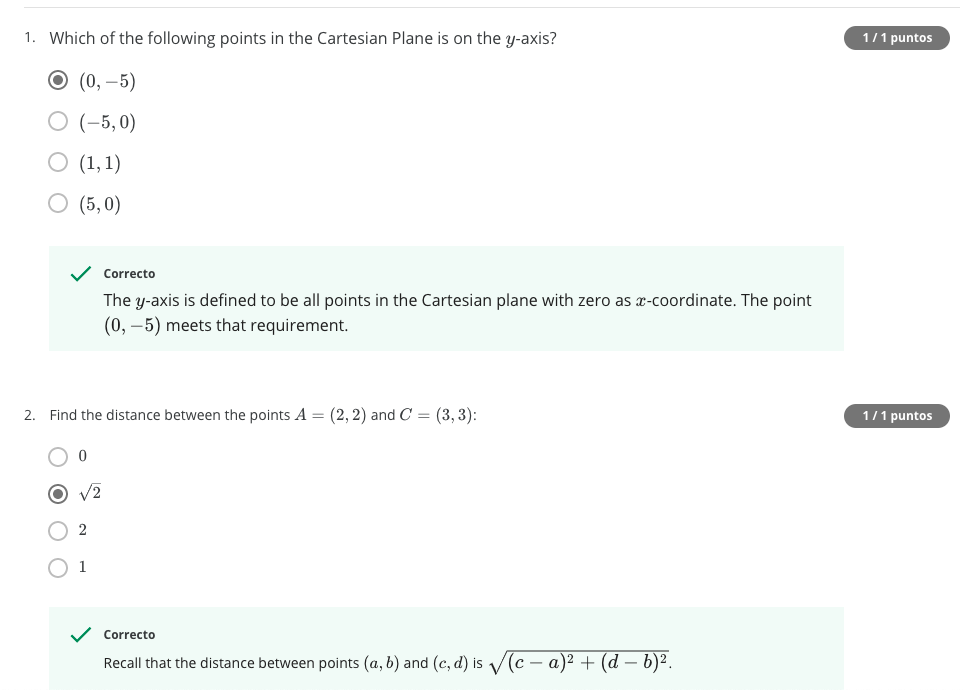 1. Which of the following points in the Cartesian Plane is on the y-axis?
1 / 1 puntos
(0, −5)
(−5, 0)
(1, 1)
(5, 0)
Correcto
The y-axis is defined to be all points in the Cartesian plane with zero as x-coordinate. The point
(0, −5) meets that requirement.
2. Find the distance between the points A = (2, 2) and C = (3, 3):
1 / 1 puntos
0
√2
2
1
Correcto
Recall that the distance between points (a, b) and (c, d) is √(c − a)² + (d − b)².